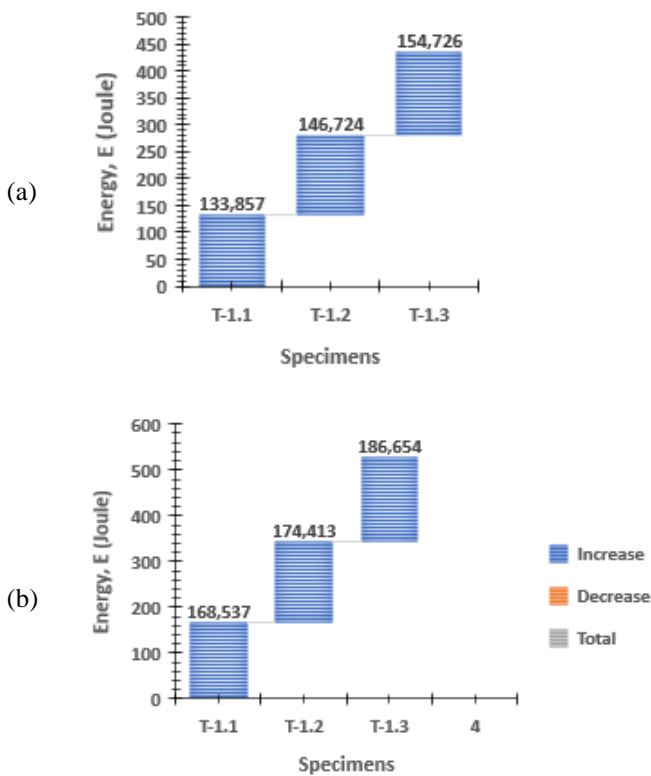 (a)
Energy, E (Joule)
500
450
400
350
300
250
200
150
100
50
0
133,857
146,724
154,726
T-1.1 T-1.2 T-1.3
Specimens
(b)
Energy, E (Joule)
600
500
400
300
200
100
0
168,537
174,413
186,654
T-1.1 T-1.2 T-1.3 4
Specimens
Increase
Decrease
Total